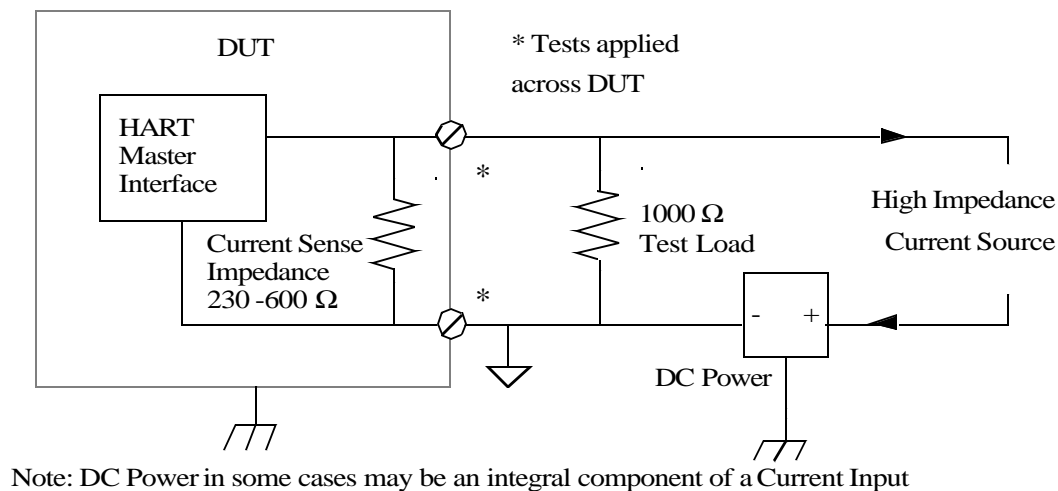 DUT
* Tests applied
across DUT
HART
Master
Interface
*
Current Sense
Impedance
230 -600 Ω
*
1000 Ω
Test Load
High Impedance
Current Source
- +
DC Power
Note: DC Power in some cases may be an integral component of a Current Input